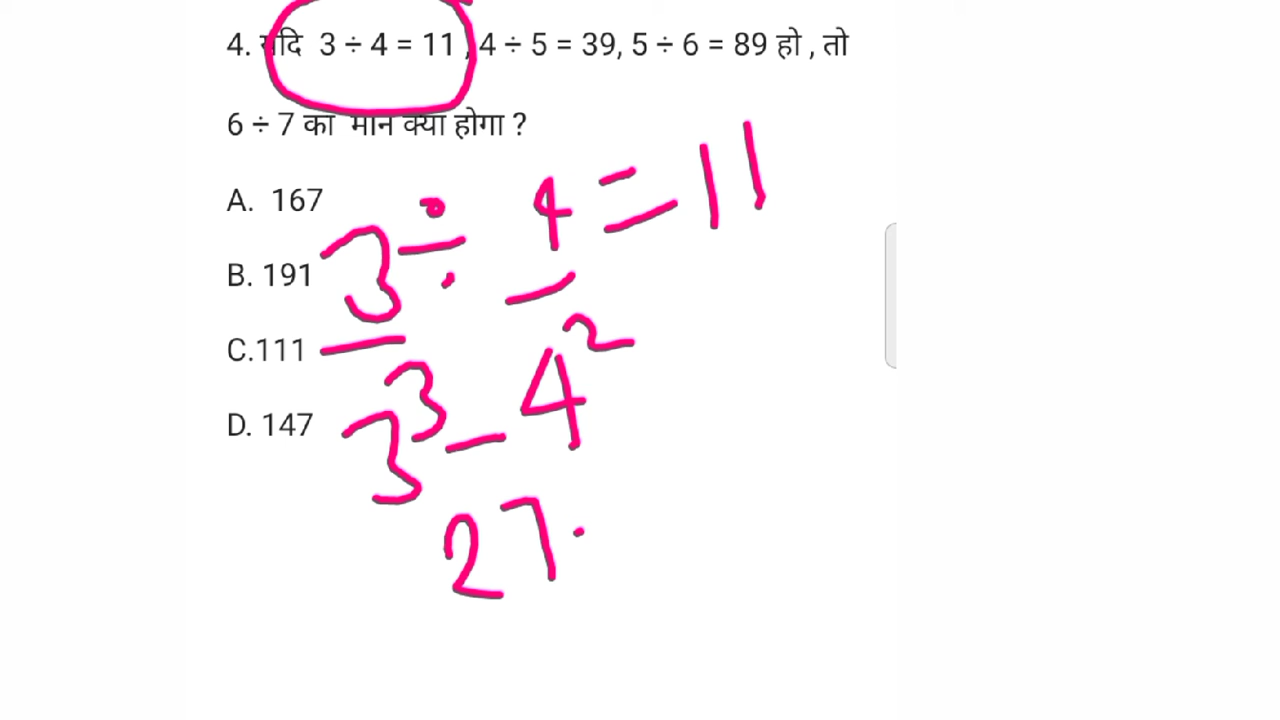 4. यदि 3 ÷ 4 = 11 , 4 ÷ 5 = 39, 5 ÷ 6 = 89 हो , तो
6 ÷ 7 का मान क्या होगा ?
A. 167
B. 191
C.111
D. 147
3 ÷ 4 = 11
3³ - 4²
27.